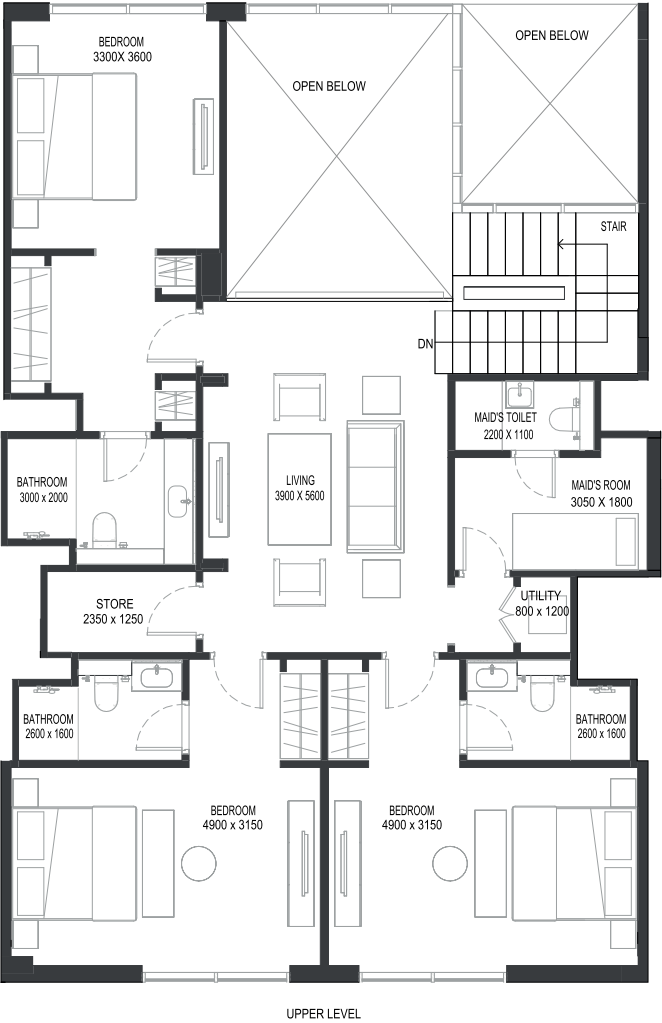 BEDROOM
3300X 3600
OPEN BELOW
OPEN BELOW
STAIR
DN
MAID'S TOILET
2200 X 1100
BATHROOM
3000 x 2000
LIVING
3900 X 5600
MAID'S ROOM
3050 X 1800
STORE
2350 x 1250
UTILITY
800 x 1200
BATHROOM
2600 x 1600
BATHROOM
2600 x 1600
BEDROOM
4900 x 3150
BEDROOM
4900 x 3150
UPPER LEVEL